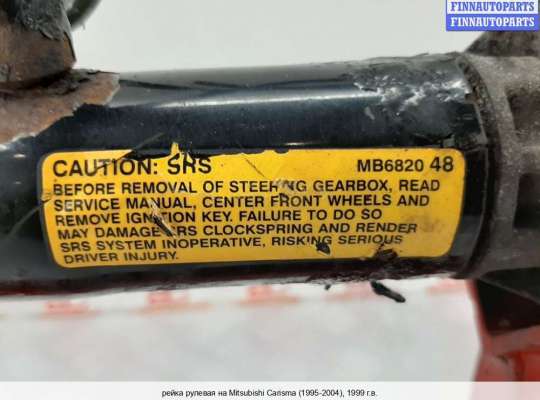 FINNAUTOPARTS
FINNAUTOPARTS
CAUTION: SRS MB6820 48
BEFORE REMOVAL OF STEERING GEARBOX, READ
SERVICE MANUAL, CENTER FRONT WHEELS AND
REMOVE IGNITION KEY. FAILURE TO DO SO
MAY DAMAGE SRS CLOCKSPRING AND RENDER
SRS SYSTEM INOPERATIVE, RISKING SERIOUS
DRIVER INJURY.
рейка рулевая на Mitsubishi Carisma (1995-2004), 1999 г.в.